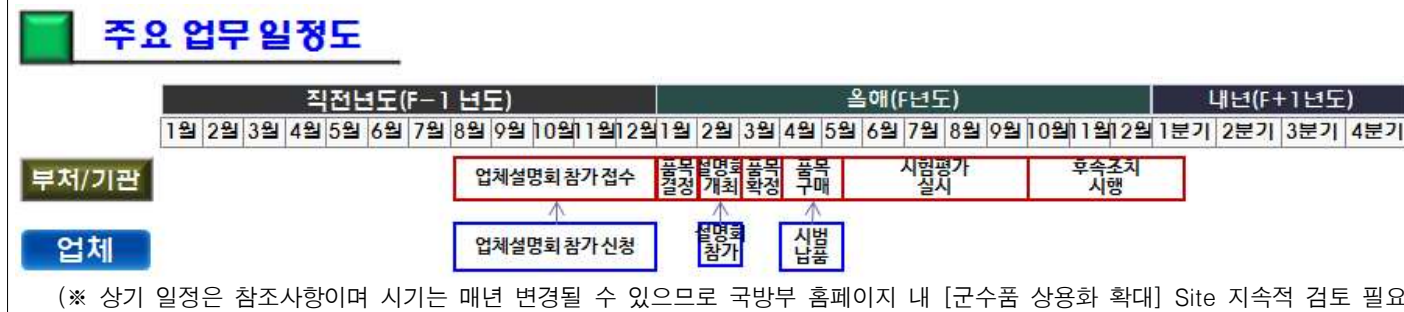 주요 업무 일정도
직전년도(F-1 년도) 올해(F년도) 내년(F+1년도)
1월 2월 3월 4월 5월 6월 7월 8월 9월 10월 11월 12월 1월 2월 3월 4월 5월 6월 7월 8월 9월 10월 11월 12월 1분기 2분기 3분기 4분기
부처/기관 업체설명회 참가 접수 품목 설명회 품목 품목 시험평가 후속조치
결정 개최 확정 구매 실시 시행
업체 업체설명회 참가 신청 설명회 시범
참가 납품
(※ 상기 일정은 참조사항이며 시기는 매년 변경될 수 있으므로 국방부 홈페이지 내 [군수품 상용화 확대] Site 지속적 검토 필요